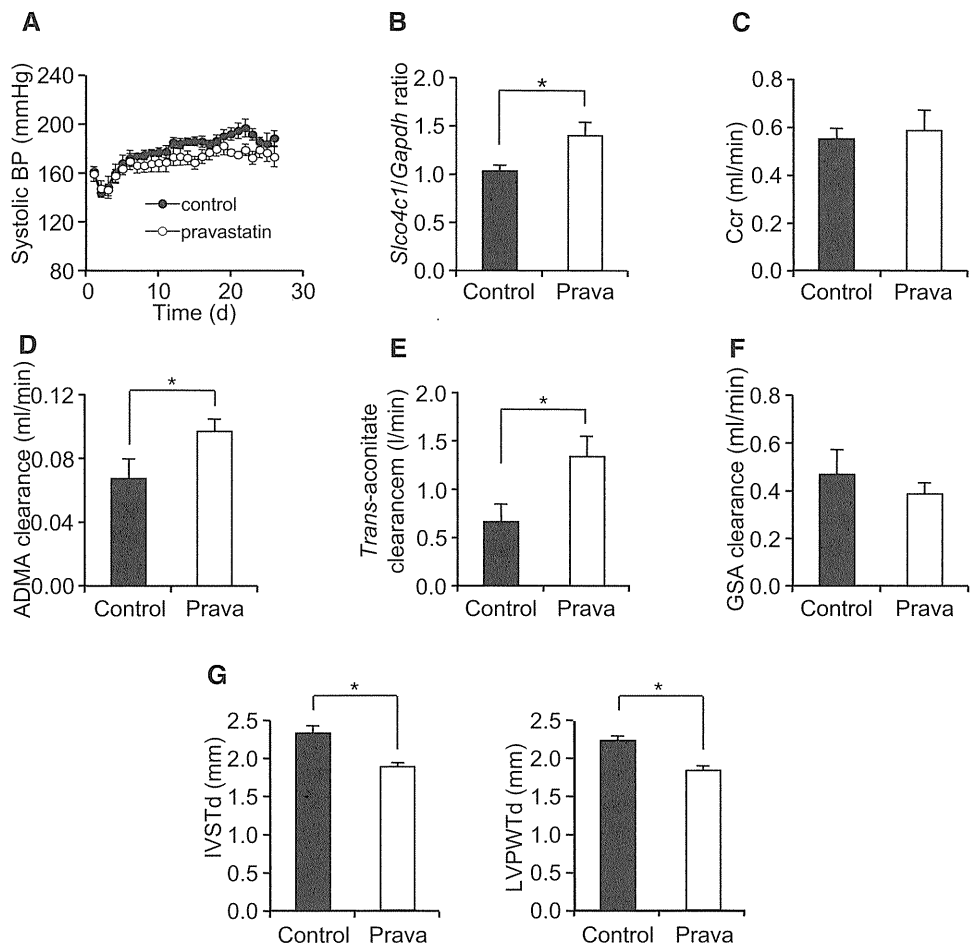 A
Systolic BP (mmHg)
240
200
160
120
80
control
pravastatin
0
10
20
30
Time (d)
B
Slco4c1/Gapdh ratio
2.0
1.5
1.0
0.5
0.0
*
Control
Prava
C
Ccr (ml/min)
0.8
0.6
0.4
0.2
0.0
Control
Prava
D
ADMA clearance (ml/min)
0.12
0.08
0.04
0.00
*
Control
Prava
E
Trans-aconitate
clearancem (l/min)
2.0
1.5
1.0
0.5
0.0
*
Control
Prava
F
GSA clearance (ml/min)
0.8
0.6
0.4
0.2
0.0
Control
Prava
G
IVSTd (mm)
2.5
2.0
1.5
1.0
0.5
0.0
*
Control
Prava
LVPWTd (mm)
2.5
2.0
1.5
1.0
0.5
0.0
*
Control
Prava